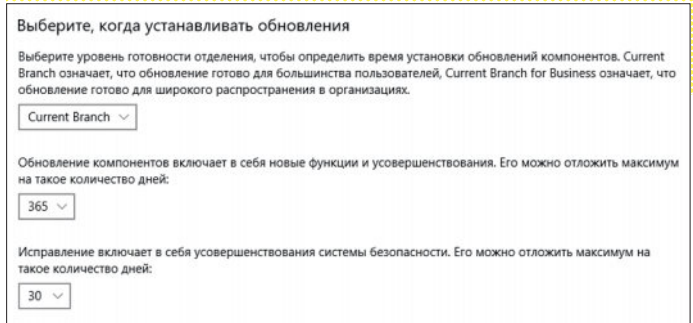 Выберите, когда устанавливать обновления
Выберите уровень готовности отделения, чтобы определить время установки обновлений компонентов. Current
Branch означает, что обновление готово для большинства пользователей, Current Branch for Business означает, что
обновление готово для широкого распространения в организациях.
Current Branch
Обновление компонентов включает в себя новые функции и усовершенствования. Его можно отложить максимум
на такое количество дней:
365
Исправление включает в себя усовершенствования системы безопасности. Его можно отложить максимум на
такое количество дней:
30